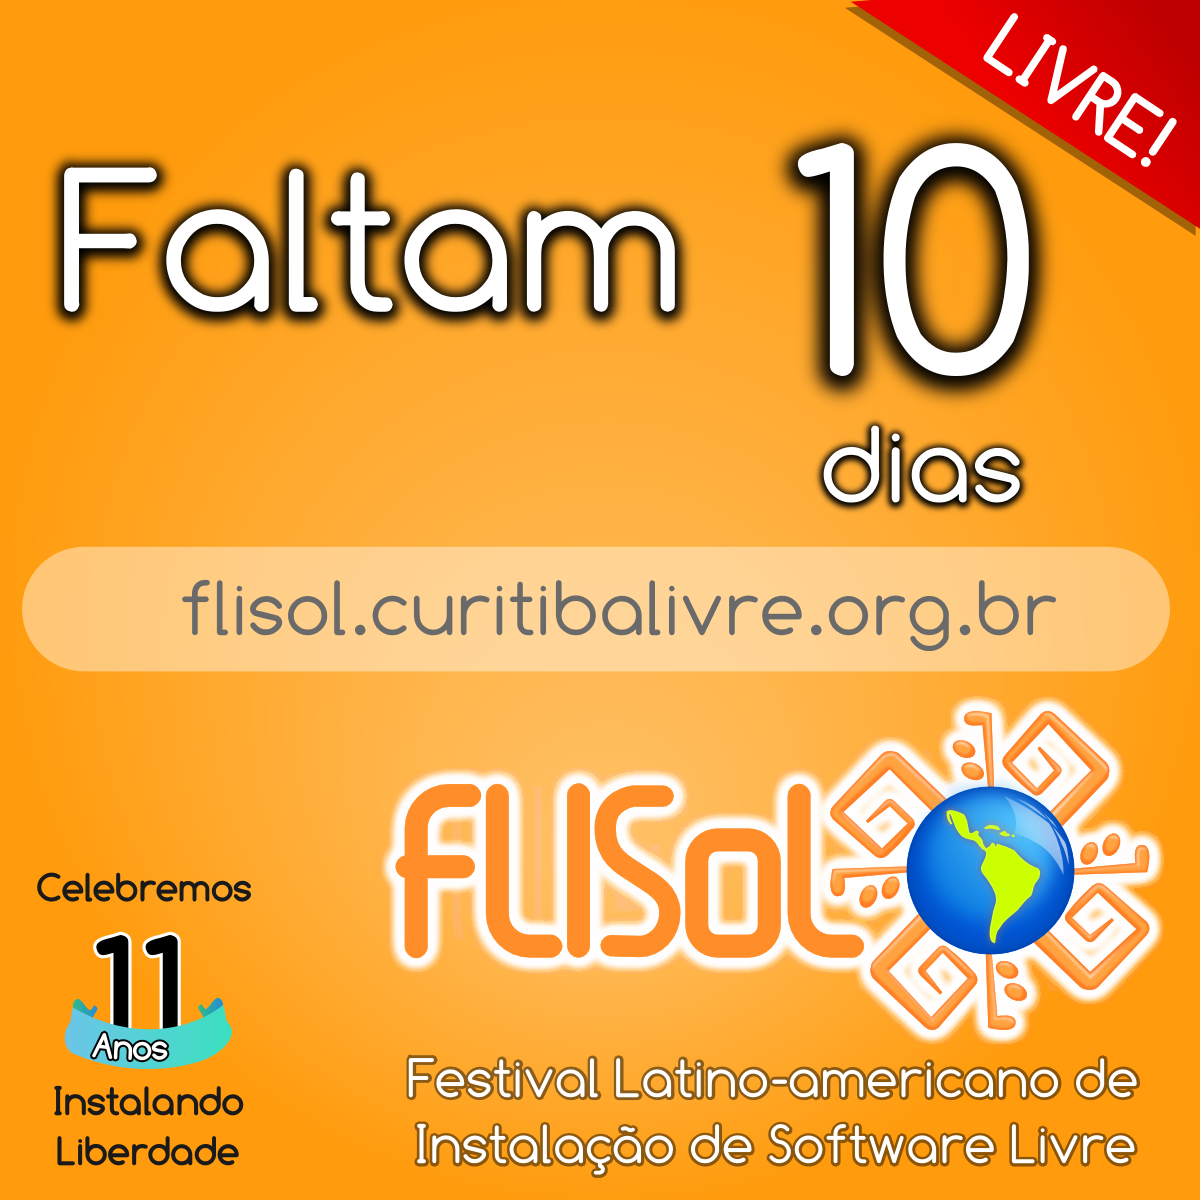 LIVRE!
Faltam 10
dias
flisol.curitibalivre.org.br
FLISol
Celebremos
11
Anos
Instalando
Liberdade
Festival Latino-americano de
Instalação de Software Livre